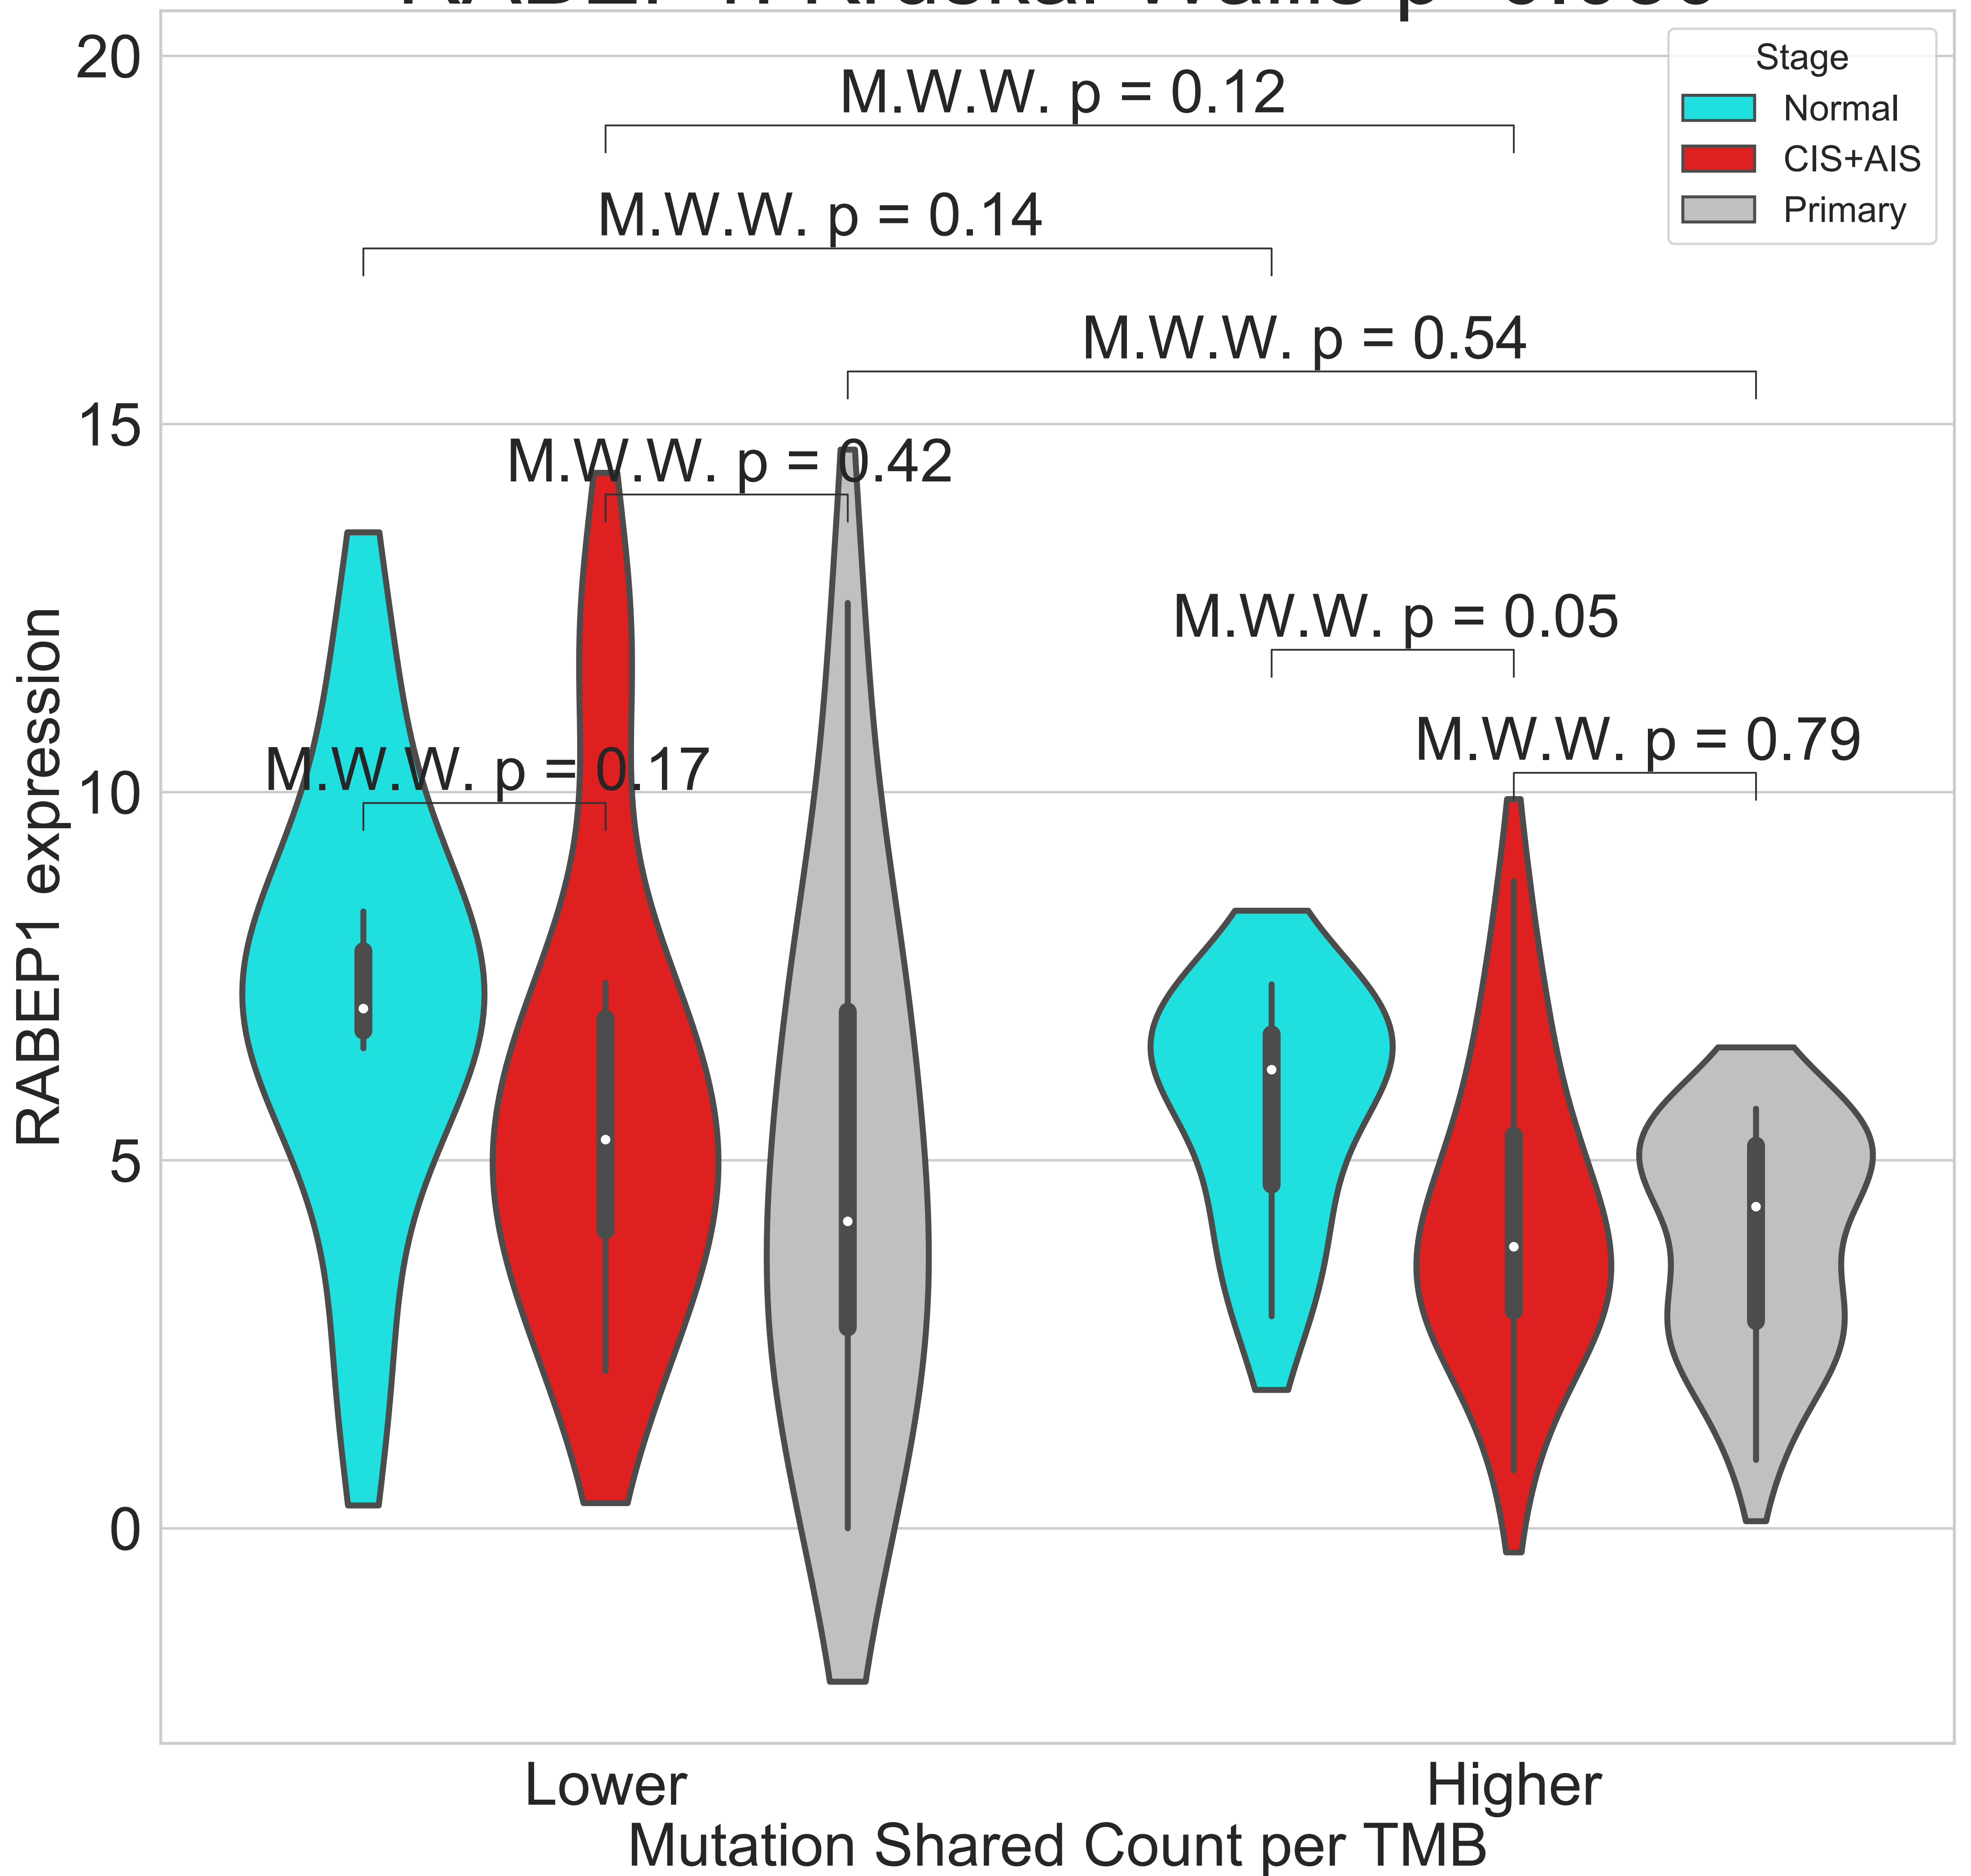 20
Stage
Normal
CIS+AIS
Primary
M.W.W. p = 0.12
M.W.W. p = 0.14
M.W.W. p = 0.54
15
M.W.W. p = 0.42
M.W.W. p = 0.05
M.W.W. p = 0.79
M.W.W. p = 0.17
10
RABEP1 expression
5
0
Lower
Higher
Mutation Shared Count per TMB